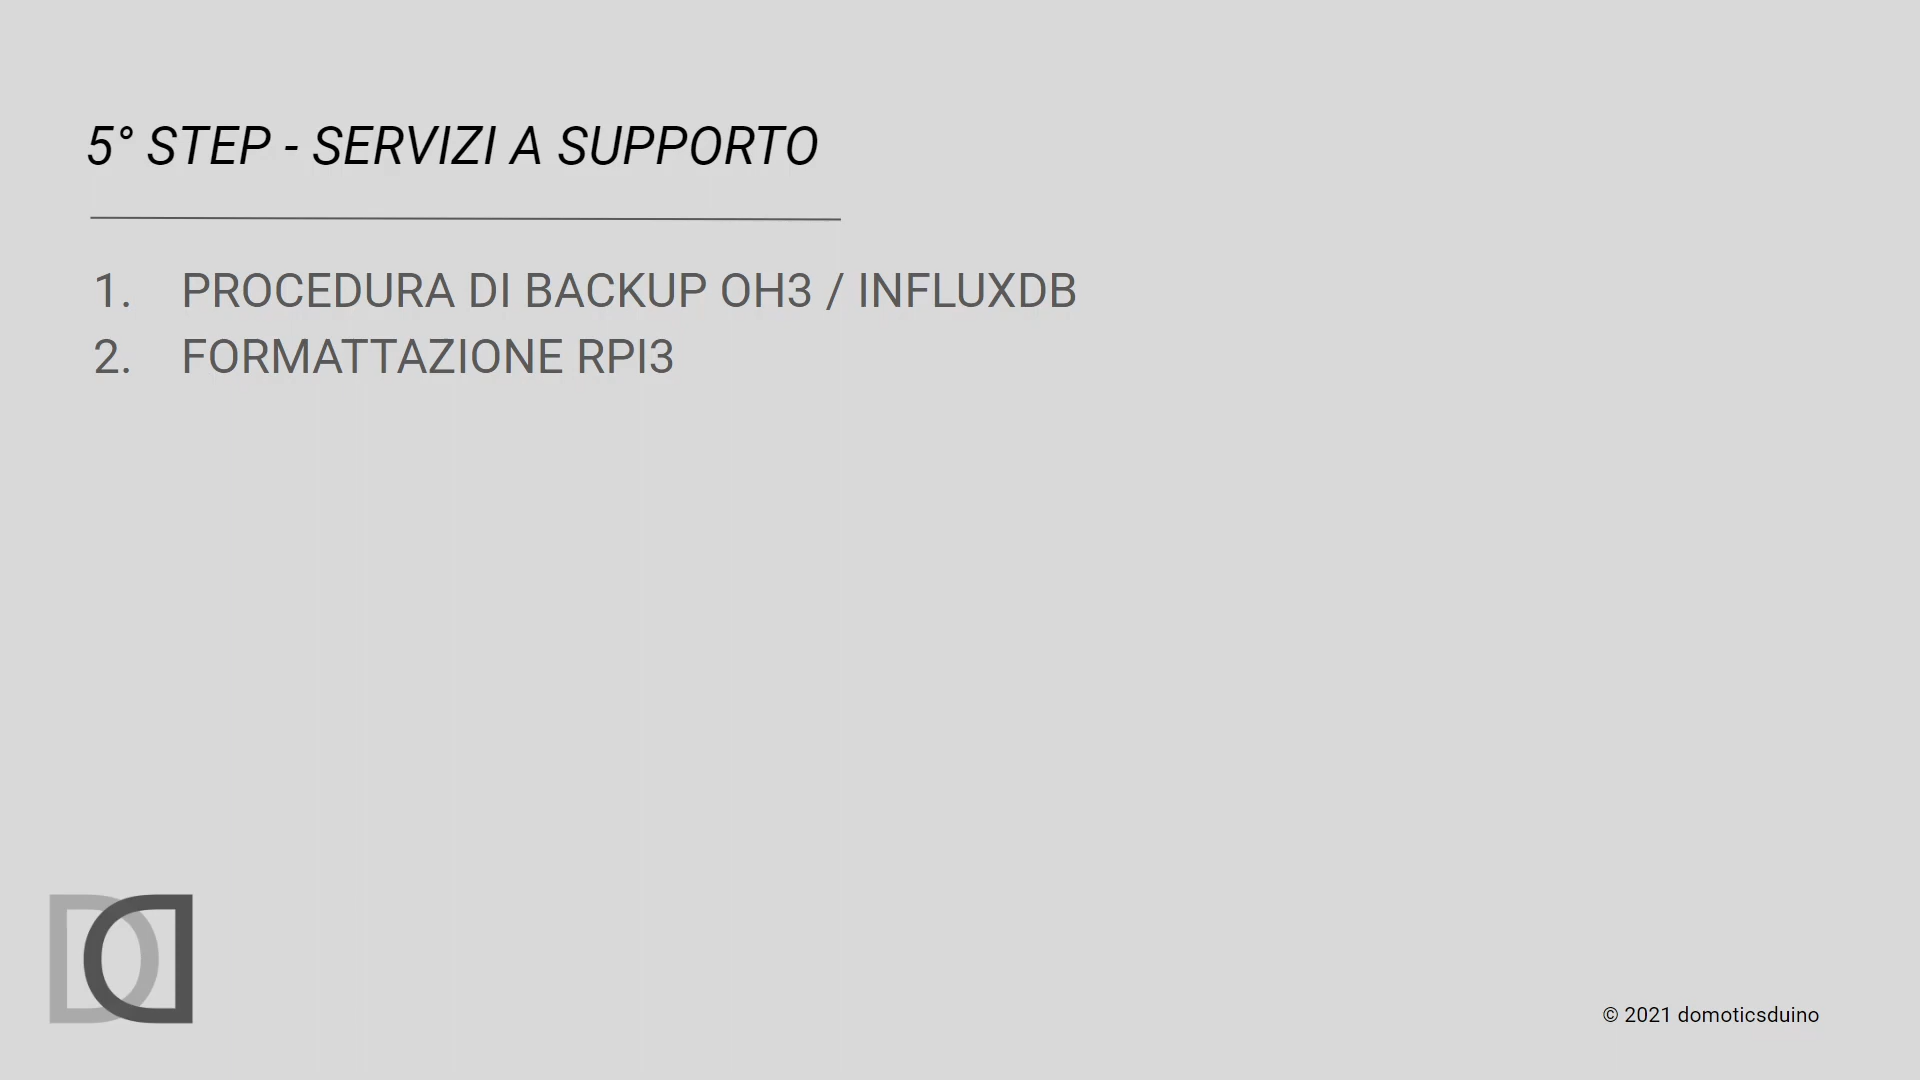 5° STEP - SERVIZI A SUPPORTO
1. PROCEDURA DI BACKUP OH3 / INFLUXDB
2. FORMATTAZIONE RPI3
© 2021 domoticsduino